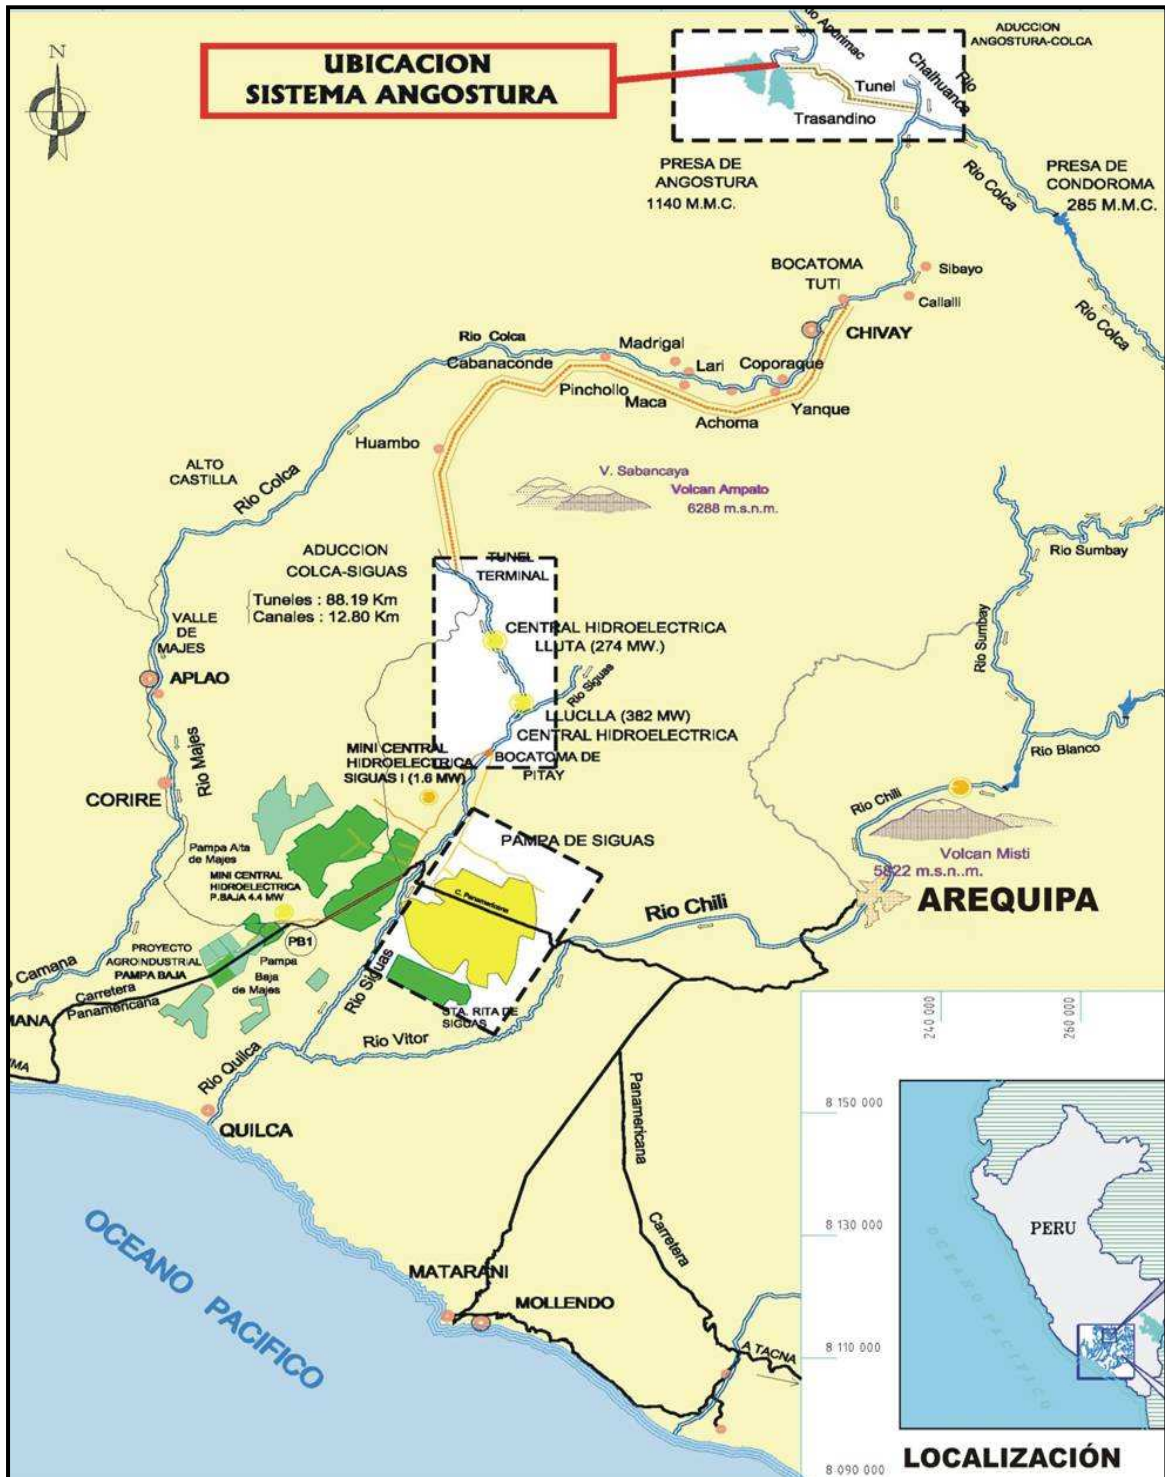 N
UBICACION
SISTEMA ANGOSTURA
Rio Apurimac
ADUCCION
ANGOSTURA-COLCA
Rio
Chalhuanca
Tunel
Trasandino
PRESA DE
ANGOSTURA
1140 M.M.C.
PRESA DE
CONDOROMA
285 M.M.C.
Rio Colca
BOCATOMA
TUTI
Sibayo
Callalli
CHIVAY
Rio Colca
Rio Colca
Madrigal
Cabanaconde
Lari
Coporaque
Pinchollo
Maca
Yanque
Achoma
Huambo
ALTO
CASTILLA
Rio Colca
V. Sabancaya
Volcan Ampato
6288 m.s.n.m.
ADUCCION
COLCA-SIGUAS
Tuneles : 88.19 Km
Canales : 12.80 Km
TUNEL
TERMINAL
Rio Sumbay
Rio Sumbay
VALLE
DE
MAJES
APLAO
CENTRAL HIDROELECTRICA
LLUTA (274 MW.)
Rio Siguas
LLUCLLA (382 MW)
CENTRAL HIDROELECTRICA
BOCATOMA DE
PITAY
MINI CENTRAL
HIDROELECTRICA
SIGUAS I (1.6 MW)
Rio Majes
CORIRE
Rio Blanco
Rio Chili
Volcan Misti
5822 m.s.n..m.
AREQUIPA
PAMPA DE SIGUAS
Pampa Alta
de Majes
MINI CENTRAL
HIDROELECTRICA
P.BAJA 4.4 MW
C. Panamericana
Rio Chili
PB1
PROYECTO
AGROINDUSTRIAL
PAMPA BAJA
Pampa
Baja
de Majes
o Camana
Carretera
Panamericana
MANA
IMA
Rio Siguas
STA. RITA DE
SIGUAS
Rio Vitor
Rio Quilca
QUILCA
OCEANO PACIFICO
Panamericana
Carretera
MATARANI
MOLLENDO
A TACNA
240 000
260 000
8 150 000
8 130 000
8 110 000
8 090 000
PERU
OCEANO PACIFICO
LOCALIZACIÓN